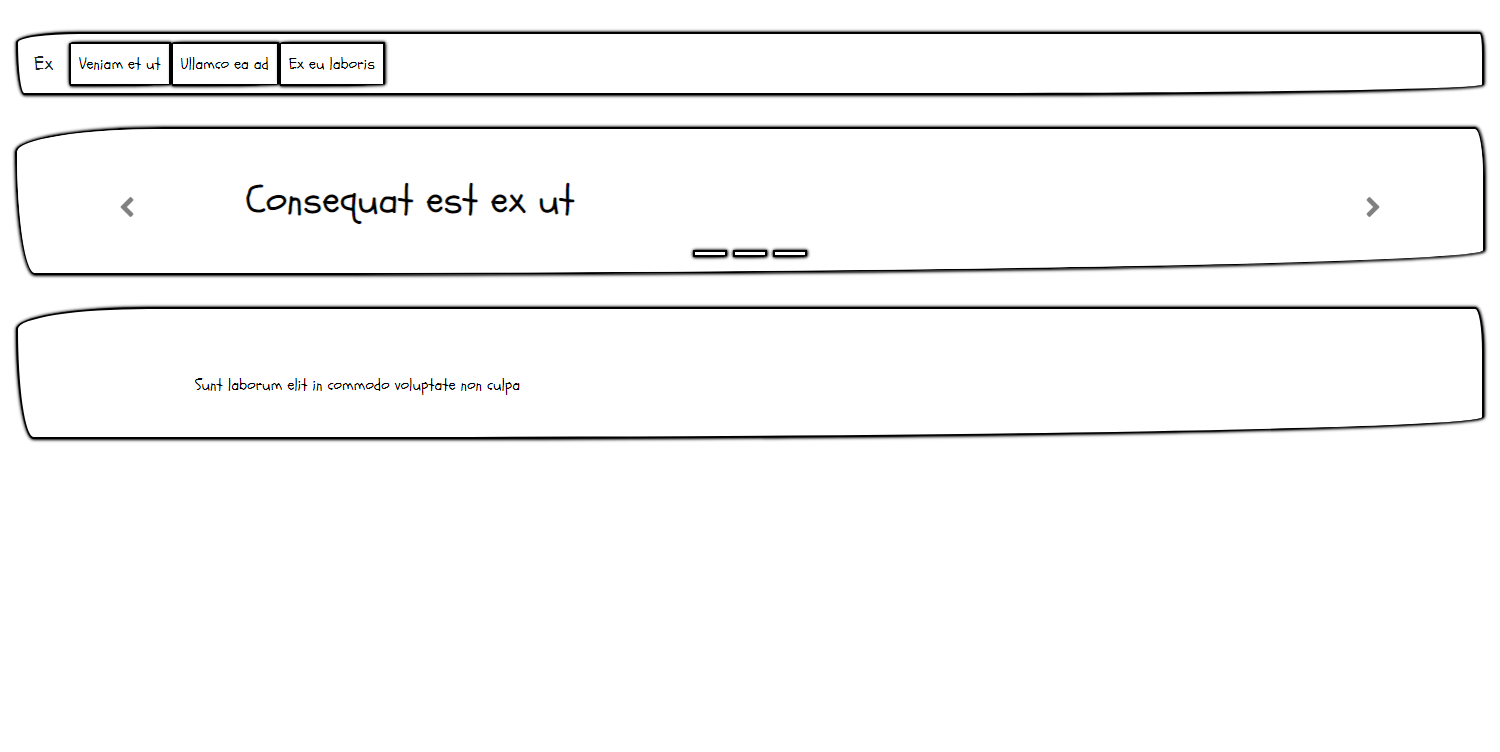 Ex Veniam et ut Ullamco ea ad Ex eu laboris
Consequat est ex ut
Sunt laborum elit in commodo voluptate non culpa